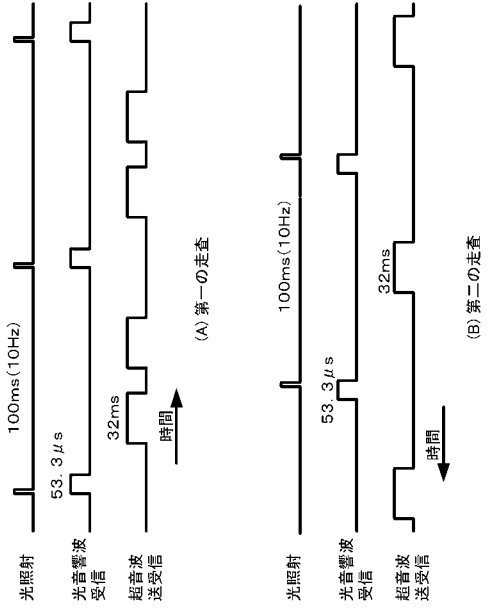 光照射
光音響波
受信
超音波
送受信
100ms(10Hz)
53. 3μs
32ms
時間
(A) 第一の走査
光照射
光音響波
受信
超音波
送受信
100ms(10Hz)
53. 3μs
32ms
時間
(B) 第二の走査